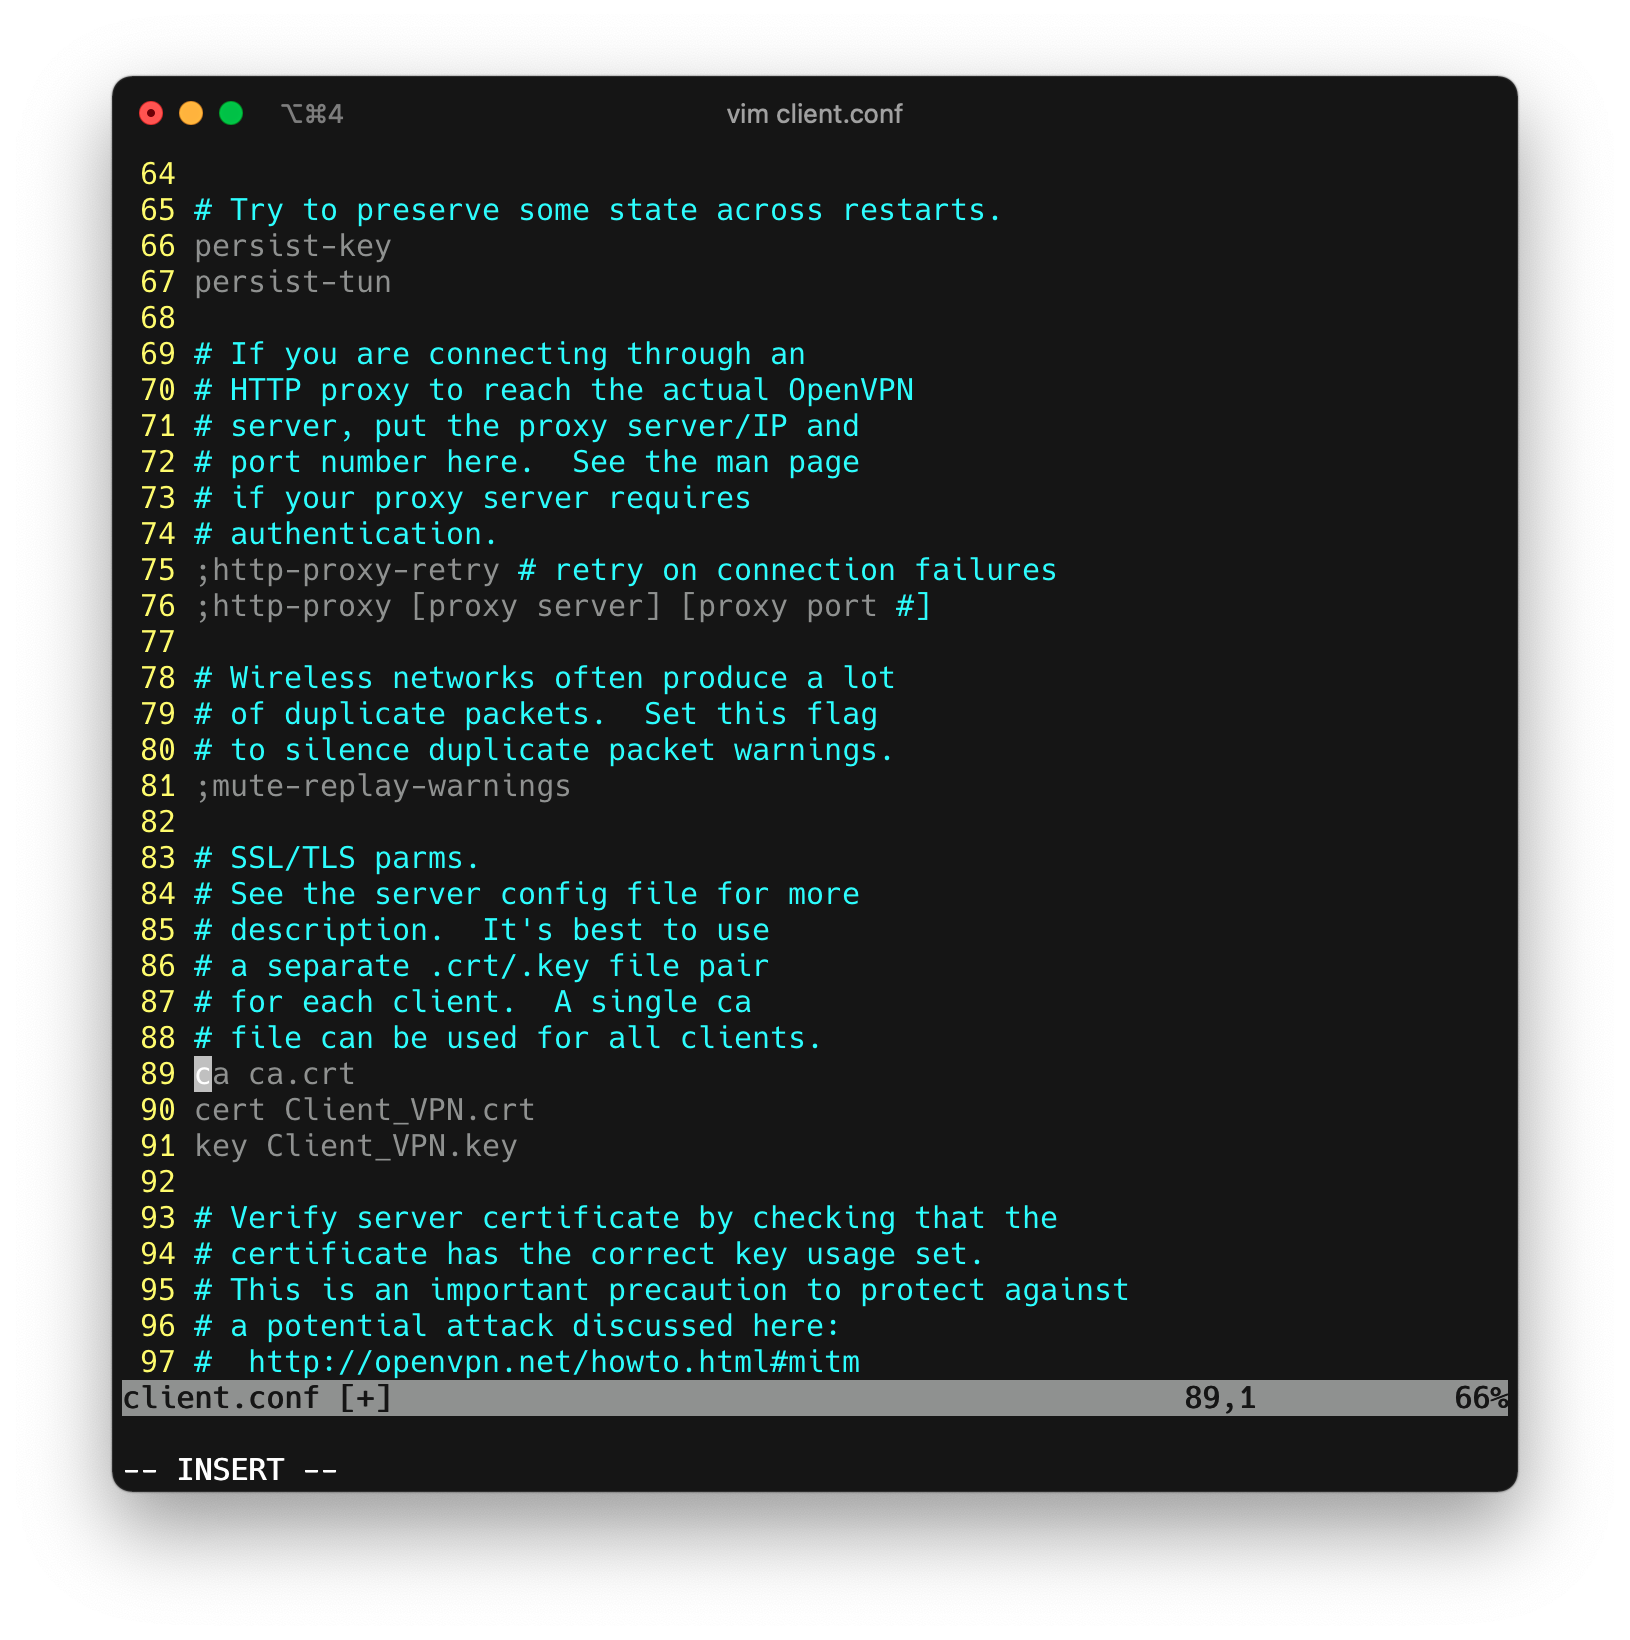 ⌥⌘4 vim client.conf
64
65 # Try to preserve some state across restarts.
66 persist-key
67 persist-tun
68
69 # If you are connecting through an
70 # HTTP proxy to reach the actual OpenVPN
71 # server, put the proxy server/IP and
72 # port number here.  See the man page
73 # if your proxy server requires
74 # authentication.
75 ;http-proxy-retry # retry on connection failures
76 ;http-proxy [proxy server] [proxy port #]
77
78 # Wireless networks often produce a lot
79 # of duplicate packets.  Set this flag
80 # to silence duplicate packet warnings.
81 ;mute-replay-warnings
82
83 # SSL/TLS parms.
84 # See the server config file for more
85 # description.  It's best to use
86 # a separate .crt/.key file pair
87 # for each client.  A single ca
88 # file can be used for all clients.
89 ca ca.crt
90 cert Client_VPN.crt
91 key Client_VPN.key
92
93 # Verify server certificate by checking that the
94 # certificate has the correct key usage set.
95 # This is an important precaution to protect against
96 # a potential attack discussed here:
97 #  http://openvpn.net/howto.html#mitm
client.conf [+] 89,1 66%
-- INSERT --